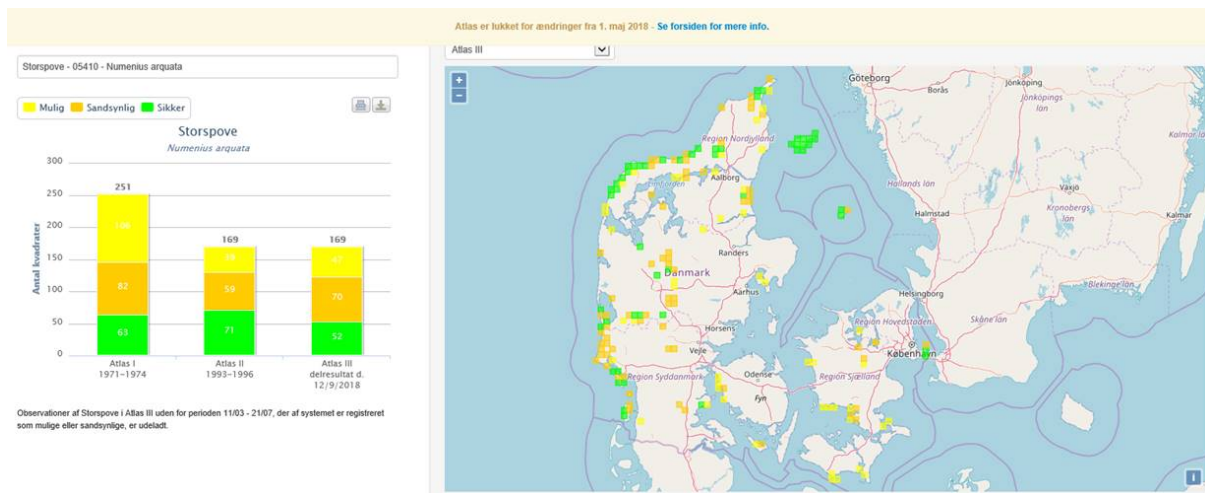 Atlas er lukket for ændringer fra 1. maj 2018 - Se forsiden for mere info.
Storspove - 05410 - Numenius arquata
Mulig Sandsynlig Sikker
Storspove
Numenius arquata
Antal kvadrater
300
250
200
150
100
50
0
251
82
63
169
59
71
169
47
70
52
Atlas I
1971-1974
Atlas II
1993-1996
Atlas III
delresultat d.
12/9/2018
Observationer af Storspove i Atlas III uden for perioden 11/03 - 21/07, der af systemet er registreret
som mulige eller sandsynlige, er udeladt.
Atlas III
+
−
Göteborg
Borås
Jönköping
Jönköpings
län
Kalmar
Region Nordjylland
Limfjorden
Aalborg
Hallands län
Växjö
Kronobergs
län
Halmstad
Kalmar
Randers
Danmark
Aarhus
Blekinge län
Helsingborg
Horsens
Region Hovedstaden
Skåne län
Vejle
København
Region Syddanmark
Odense
Fyn
Region Sjælland
i